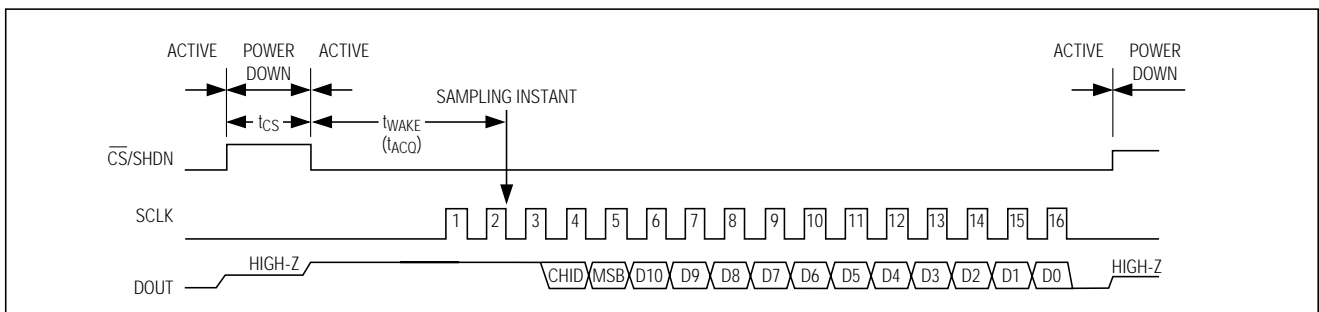 ACTIVE POWER DOWN ACTIVE
ACTIVE POWER DOWN
SAMPLING INSTANT
tCS
tWAKE
(tACQ)
C̅S̅/SHDN
SCLK
1 2 3 4 5 6 7 8 9 10 11 12 13 14 15 16
DOUT
HIGH-Z
CHID MSB D10 D9 D8 D7 D6 D5 D4 D3 D2 D1 D0
HIGH-Z